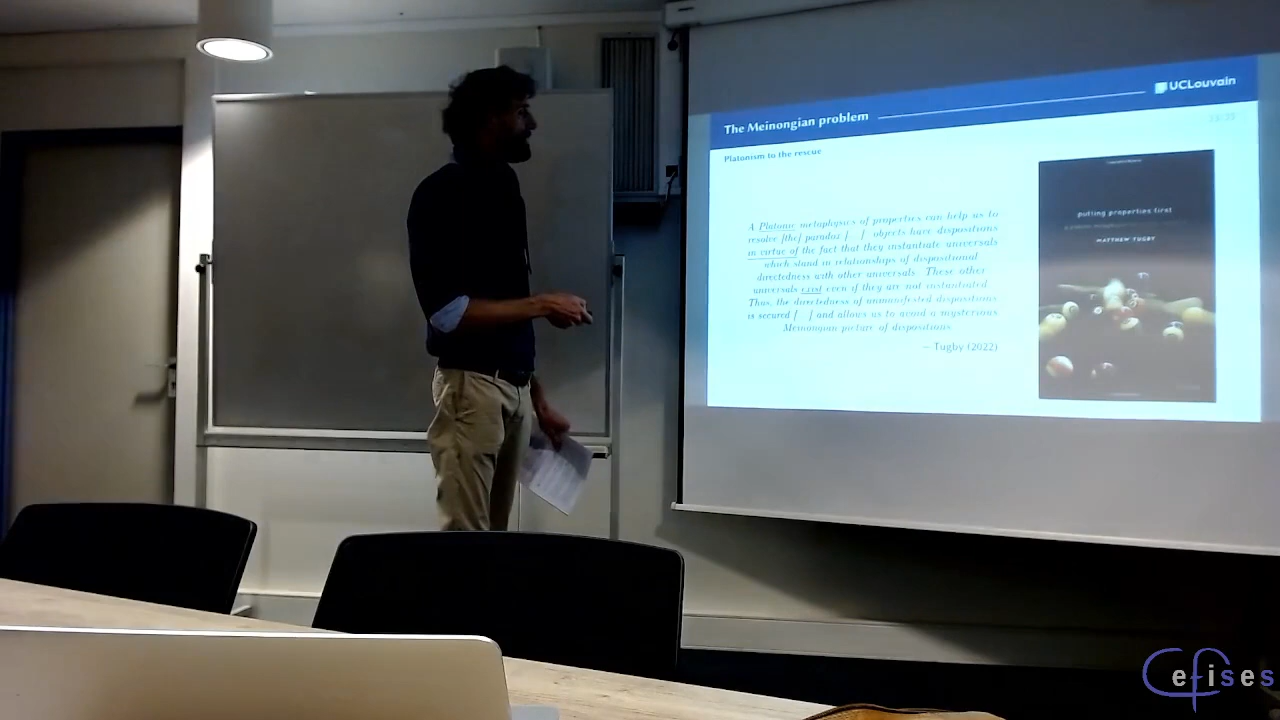 UCLouvain
The Meinongian problem
Platonism to the rescue
A Platonic metaphysics of properties can help us to
resolve [the] paradox [ ] objects have dispositions
in virtue of the fact that they instantiate universals
which stand in relationships of dispositional
directedness with other universals. These other
universals exist even if they are not instantiated.
Thus, the directedness of unmanifested dispositions
is secured [ ] and allows us to avoid a mysterious
Meinongian picture of dispositions.
– Tugby (2022)
putting properties first
MATTHEW TUGBY
Cefises